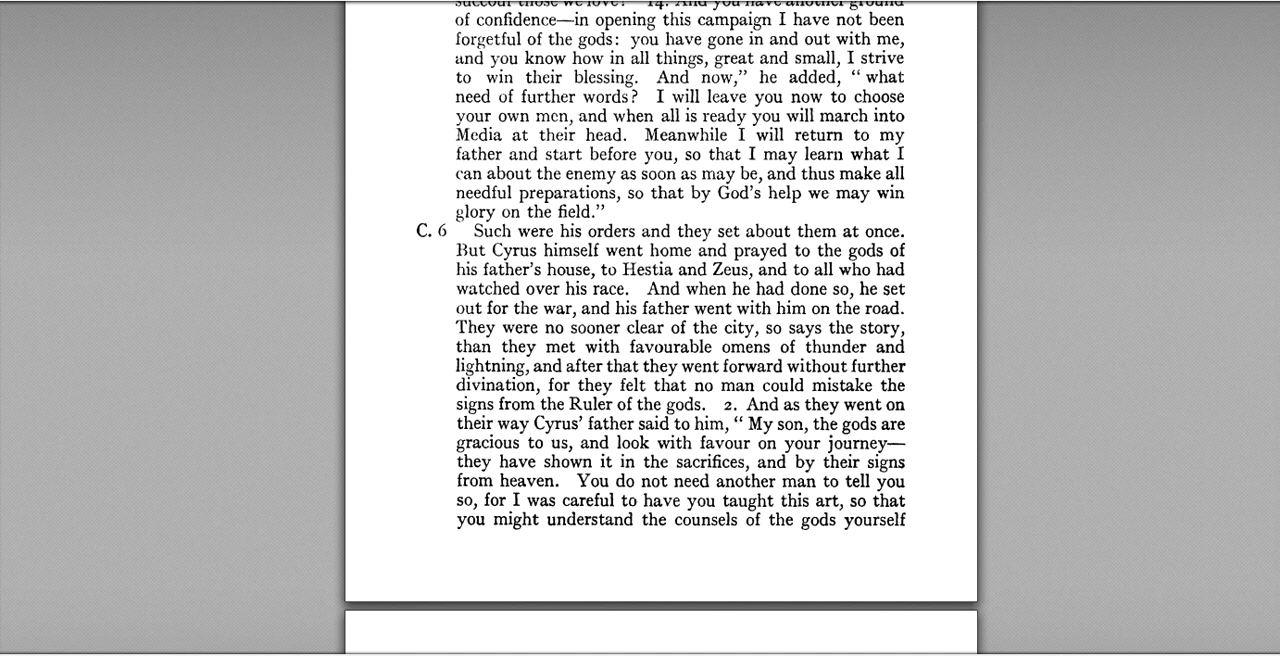 succour those we love? 14. And you have another ground
of confidence—in opening this campaign I have not been
forgetful of the gods: you have gone in and out with me,
and you know how in all things, great and small, I strive
to win their blessing. And now,” he added, “ what
need of further words? I will leave you now to choose
your own men, and when all is ready you will march into
Media at their head. Meanwhile I will return to my
father and start before you, so that I may learn what I
can about the enemy as soon as may be, and thus make all
needful preparations, so that by God’s help we may win
glory on the field.”
C. 6 Such were his orders and they set about them at once.
But Cyrus himself went home and prayed to the gods of
his father’s house, to Hestia and Zeus, and to all who had
watched over his race. And when he had done so, he set
out for the war, and his father went with him on the road.
They were no sooner clear of the city, so says the story,
than they met with favourable omens of thunder and
lightning, and after that they went forward without further
divination, for they felt that no man could mistake the
signs from the Ruler of the gods. 2. And as they went on
their way Cyrus’ father said to him, “ My son, the gods are
gracious to us, and look with favour on your journey—
they have shown it in the sacrifices, and by their signs
from heaven. You do not need another man to tell you
so, for I was careful to have you taught this art, so that
you might understand the counsels of the gods yourself